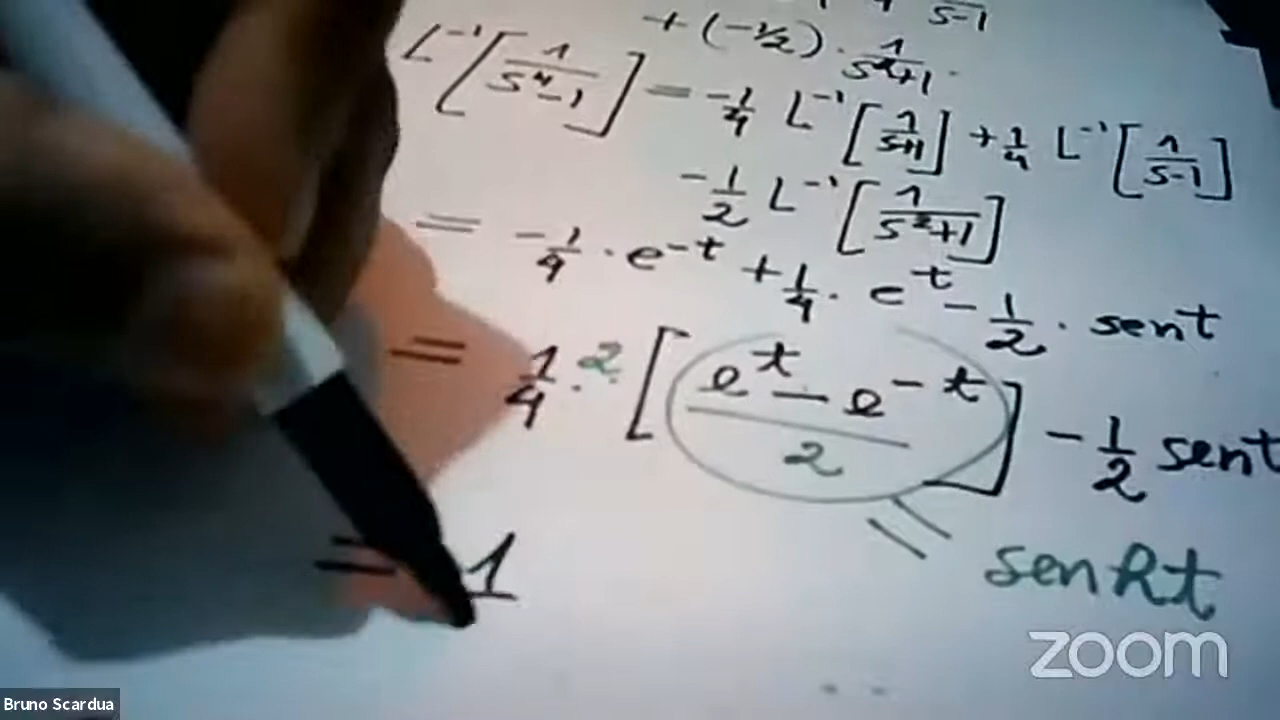 s-1
+ (-1/2) · 1/s²+1 ·
L⁻¹[1/s⁴-1] = -1/4 L⁻¹[1/s+1] + 1/4 L⁻¹[1/s-1]
-1/2 L⁻¹[1/s²+1]
= -1/4 · e^-t + 1/4 · e^t - 1/2 · sent
= 1/4 · 2 · [e^t - e^-t / 2] - 1/2 sent
= 1
senht
zoom
Bruno Scardua